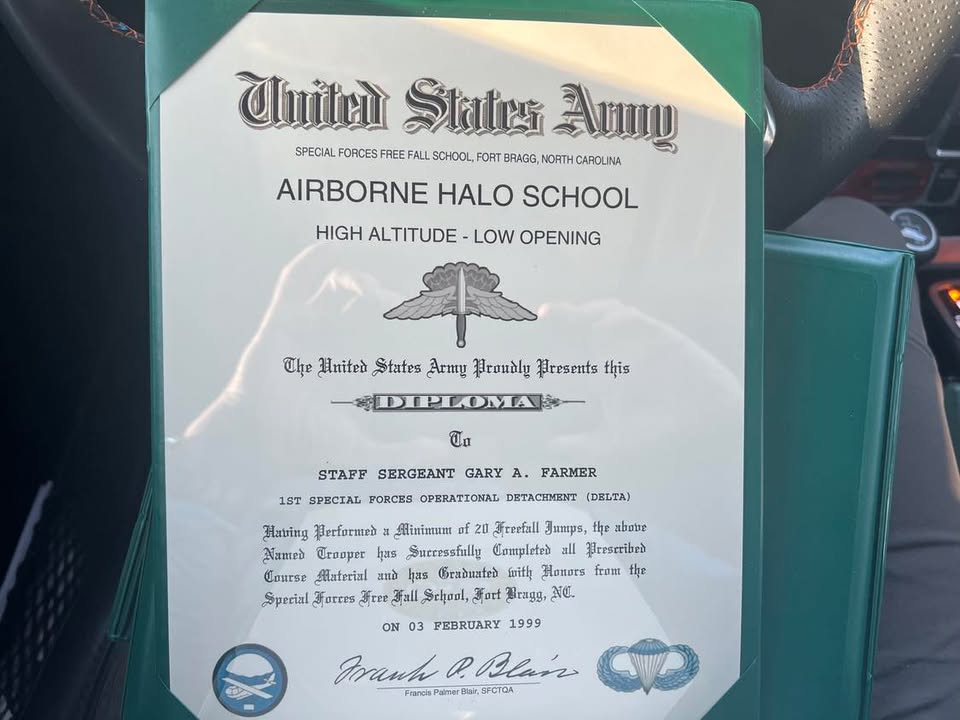 United States Army
SPECIAL FORCES FREE FALL SCHOOL, FORT BRAGG, NORTH CAROLINA
AIRBORNE HALO SCHOOL
HIGH ALTITUDE - LOW OPENING
The United States Army Proudly Presents this
DIPLOMA
To
STAFF SERGEANT GARY A. FARMER
1ST SPECIAL FORCES OPERATIONAL DETACHMENT (DELTA)
Having Performed a Minimum of 20 Freefall Jumps, the above
Named Trooper has Successfully Completed all Prescribed
Course Material and has Graduated with Honors from the
Special Forces Free Fall School, Fort Bragg, NC.
ON 03 FEBRUARY 1999
Frank P. Blair
Francis Palmer Blair, SFCTQA